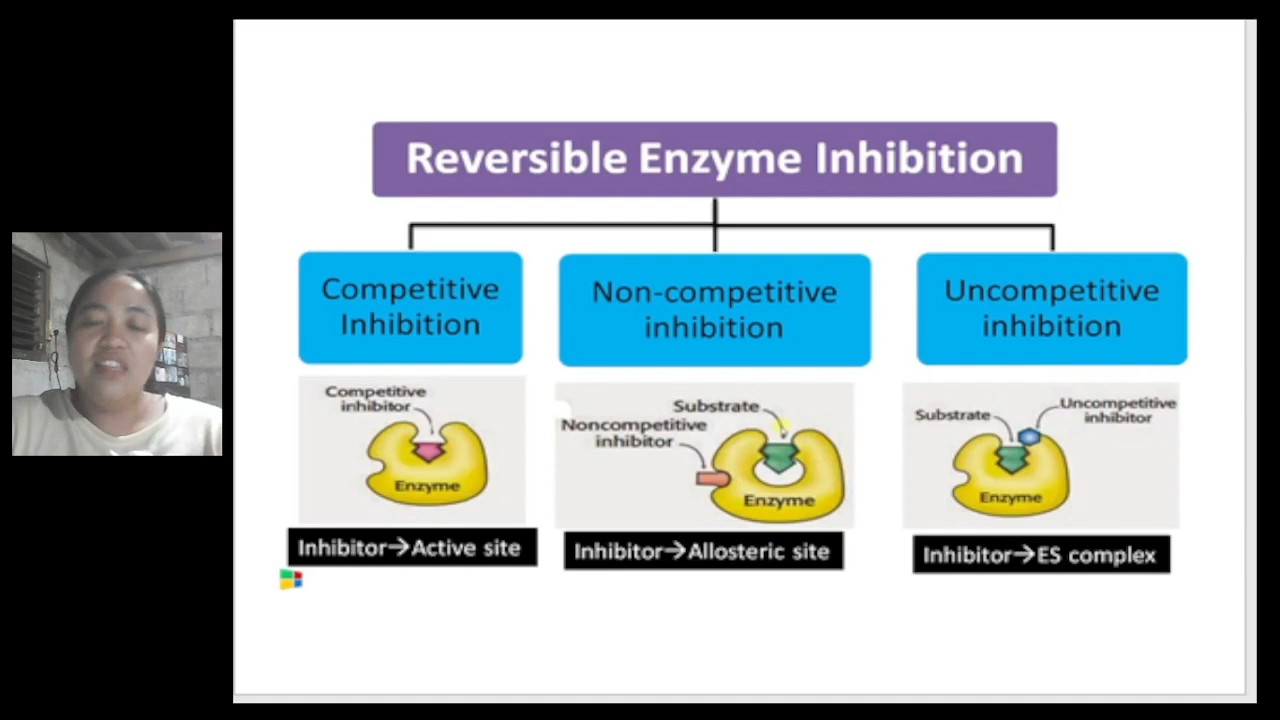 Reversible Enzyme Inhibition
Competitive
Inhibition
Non-competitive
inhibition
Uncompetitive
inhibition
Competitive
inhibitor
Enzyme
Inhibitor→Active site
Substrate
Noncompetitive
inhibitor
Enzyme
Inhibitor→Allosteric site
Substrate
Uncompetitive
inhibitor
Enzyme
Inhibitor→ES complex